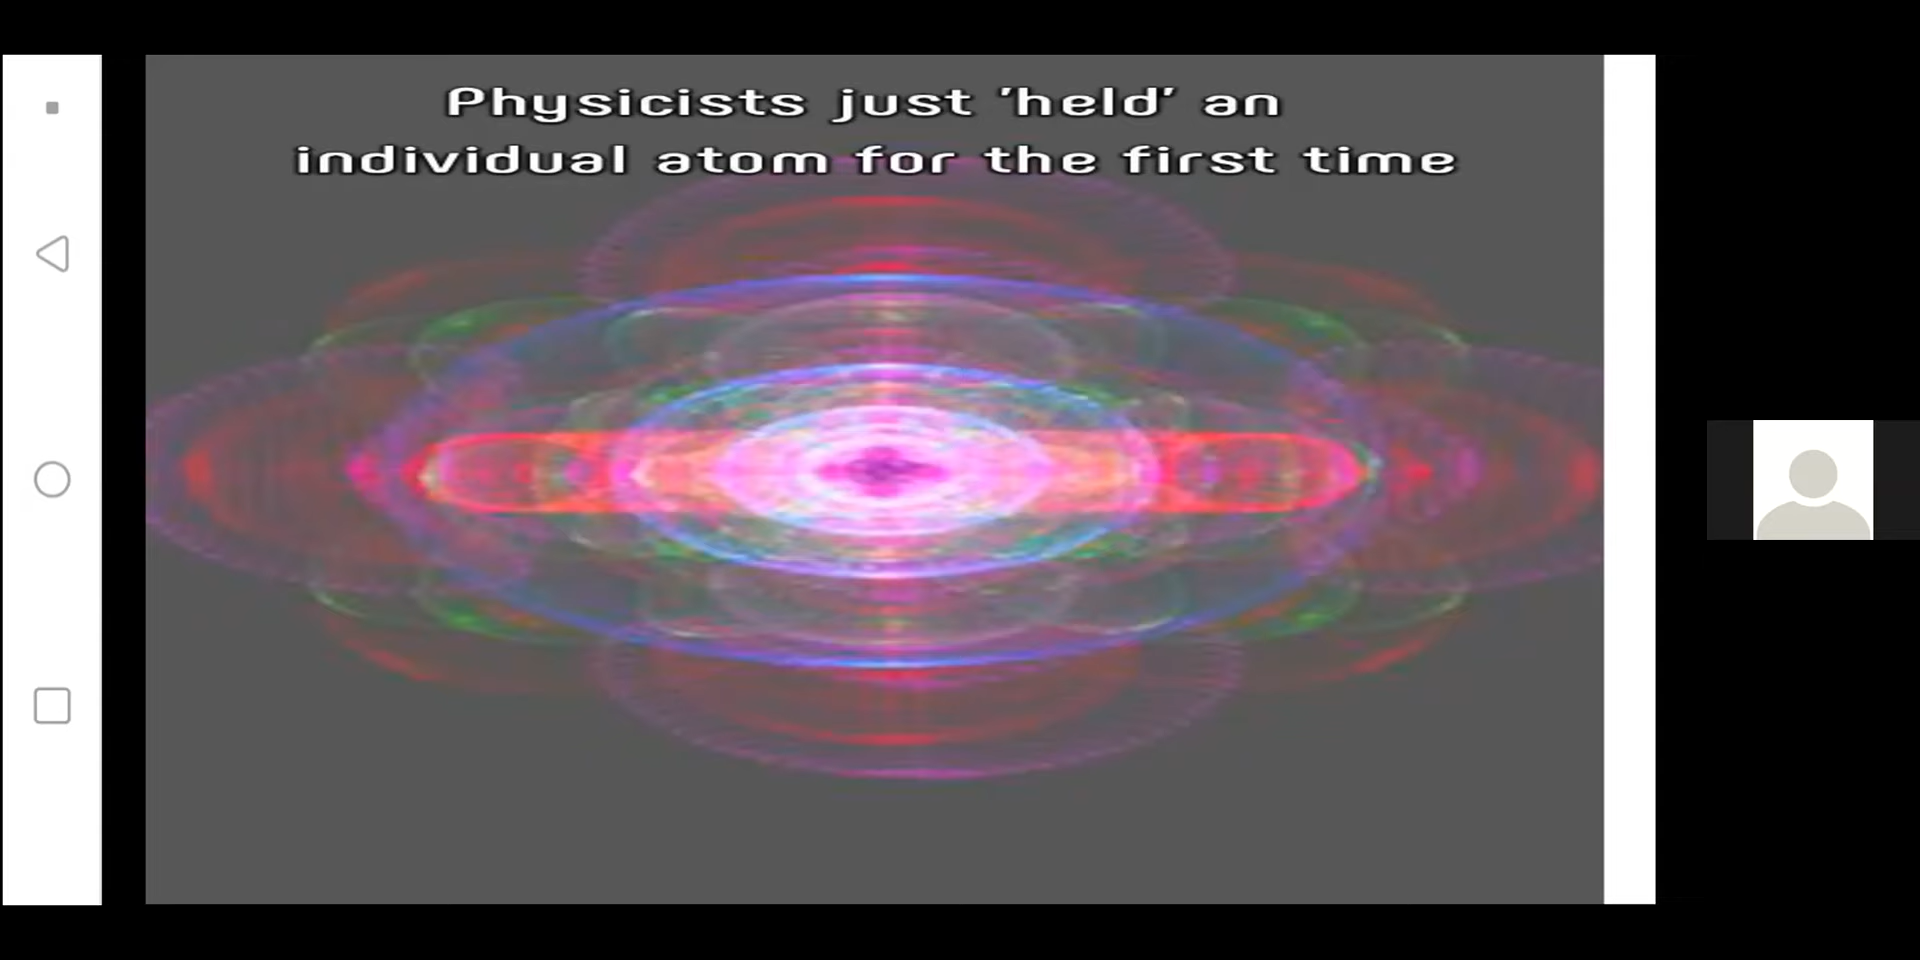 Physicists just 'held' an
individual atom for the first time